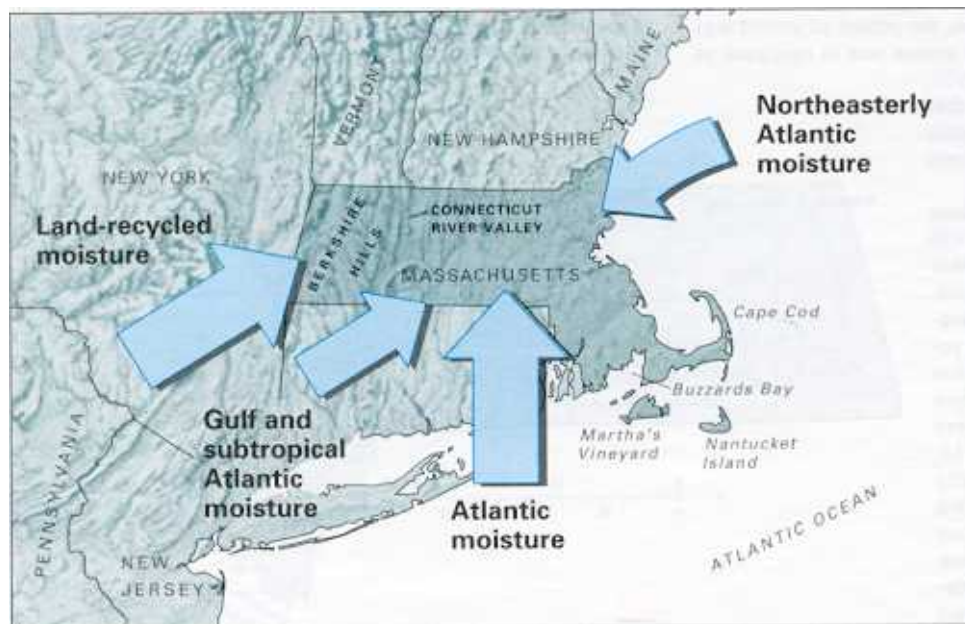 MAINE
VERMONT
NEW HAMPSHIRE
Northeasterly
Atlantic
moisture
NEW YORK
Land-recycled
moisture
BERKSHIRE
HILLS
CONNECTICUT
RIVER VALLEY
MASSACHUSETTS
Cape Cod
Buzzards Bay
Martha's
Vineyard
Nantucket
Island
Gulf and
subtropical
Atlantic
moisture
Atlantic
moisture
ATLANTIC OCEAN
PENNSYLVANIA
NEW
JERSEY